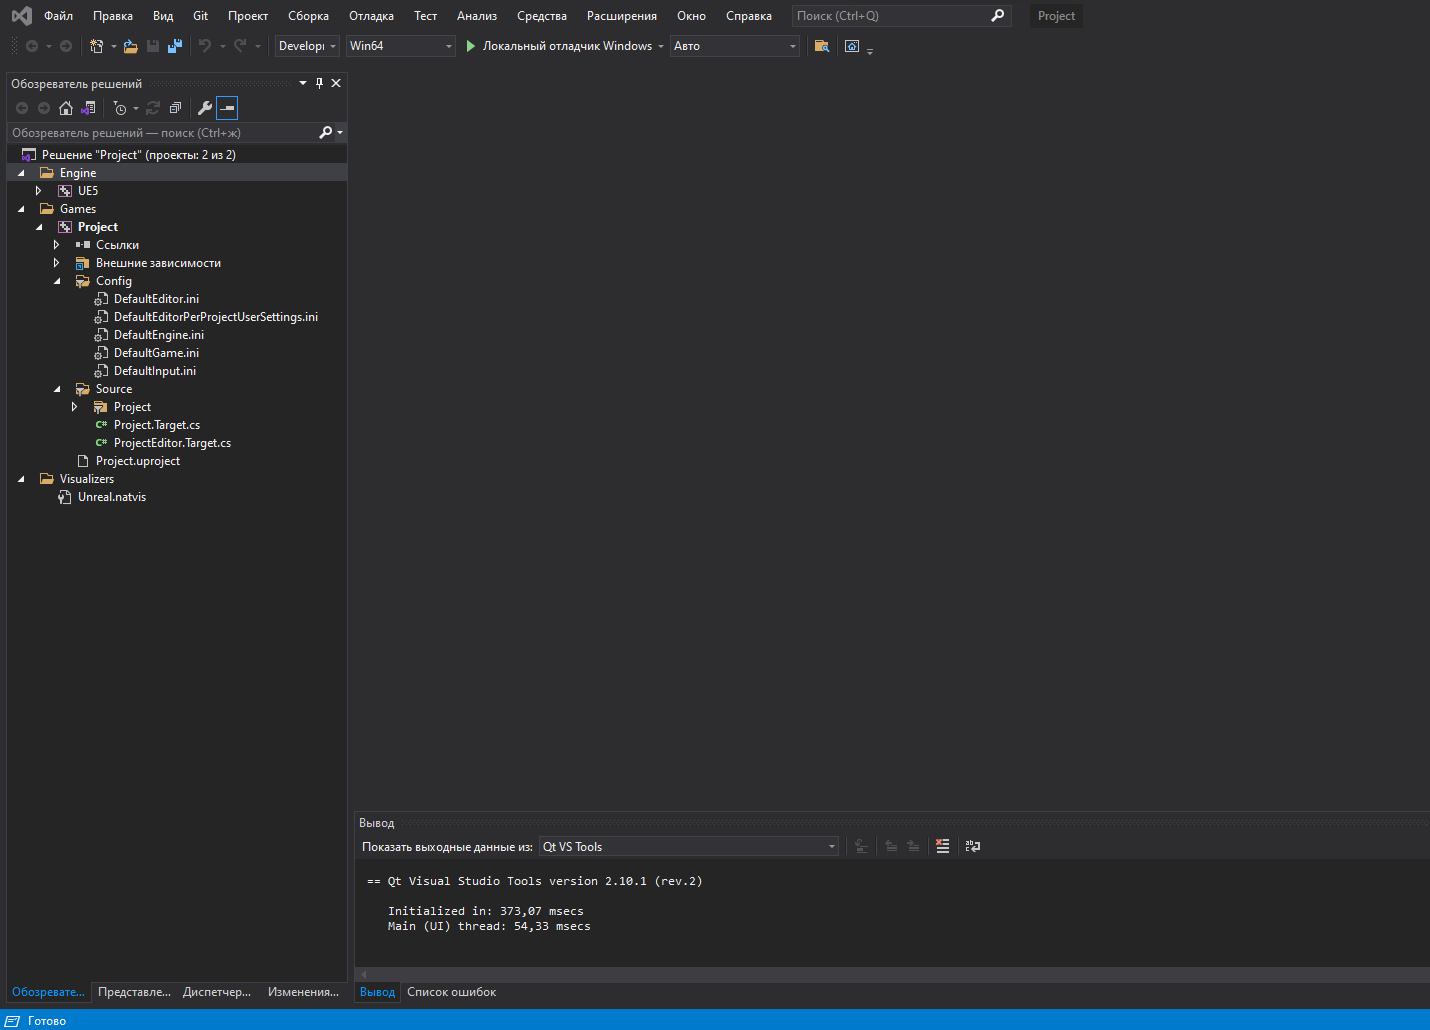 Файл Правка Вид Git Проект Сборка Отладка Тест Анализ Средства Расширения Окно Справка Поиск (Ctrl+Q) Project
Develop Win64 Локальный отладчик Windows Авто
Обозреватель решений
Обозреватель решений — поиск (Ctrl+ж)
Решение "Project" (проекты: 2 из 2)
Engine
UE5
Games
Project
Ссылки
Внешние зависимости
Config
DefaultEditor.ini
DefaultEditorPerProjectUserSettings.ini
DefaultEngine.ini
DefaultGame.ini
DefaultInput.ini
Source
Project
C# Project.Target.cs
C# ProjectEditor.Target.cs
Project.uproject
Visualizers
Unreal.natvis
Вывод
Показать выходные данные из: Qt VS Tools
== Qt Visual Studio Tools version 2.10.1 (rev.2)
Initialized in: 373,07 msecs
Main (UI) thread: 54,33 msecs
Обозревате... Представле... Диспетчер... Изменения... Вывод Список ошибок
Готово